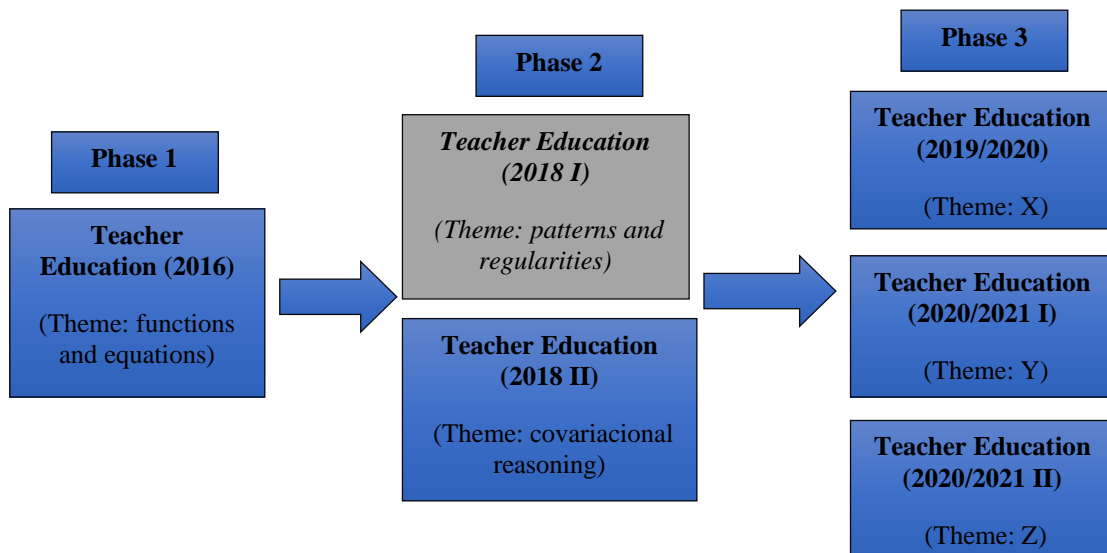 Phase 1
Teacher
Education (2016)
(Theme: functions
and equations)
Phase 2
Teacher Education
(2018 I)
(Theme: patterns and
regularities)
Teacher Education
(2018 II)
(Theme: covariacional
reasoning)
Phase 3
Teacher Education
(2019/2020)
(Theme: X)
Teacher Education
(2020/2021 I)
(Theme: Y)
Teacher Education
(2020/2021 II)
(Theme: Z)